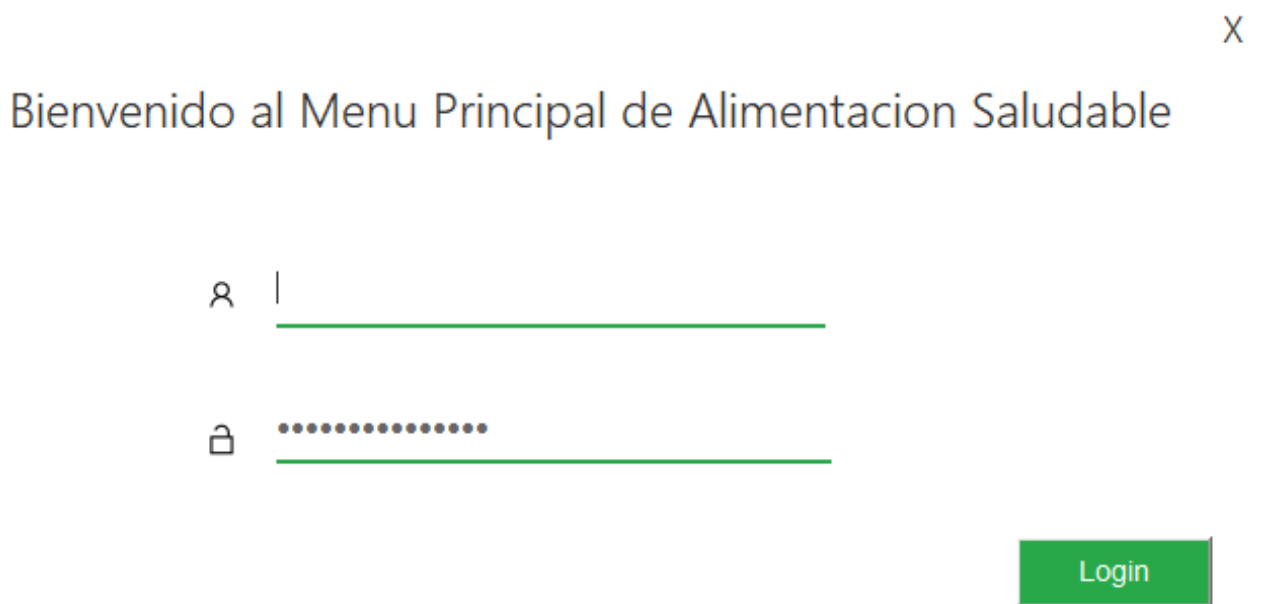 X
Bienvenido al Menu Principal de Alimentacion Saludable
•••••••••••••••
Login